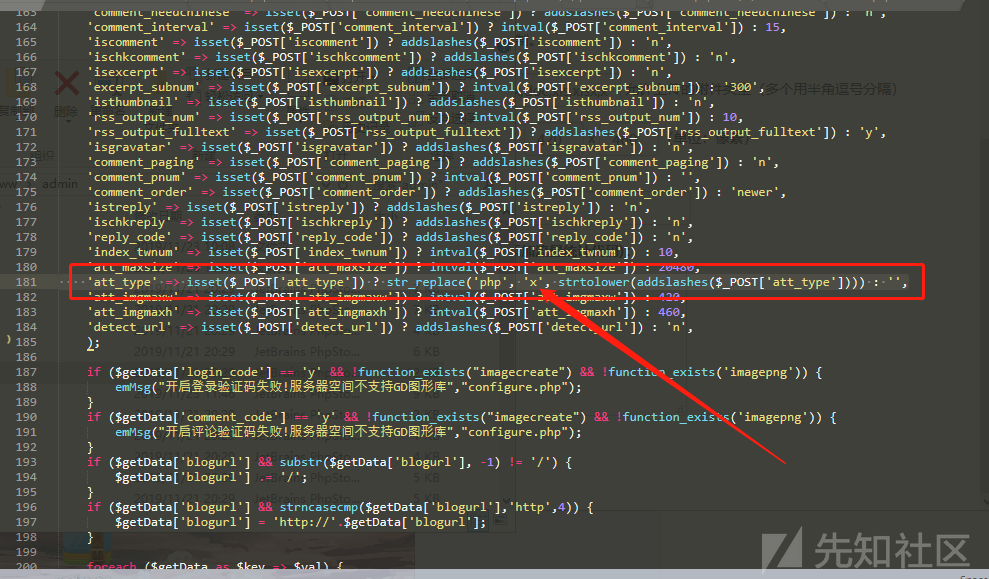 163 'comment_needchinese' => isset($_POST['comment_needchinese']) ? addslashes($_POST['comment_needchinese']) : 'n',
164 'comment_interval' => isset($_POST['comment_interval']) ? intval($_POST['comment_interval']) : 15,
165 'iscomment' => isset($_POST['iscomment']) ? addslashes($_POST['iscomment']) : 'n',
166 'ischkcomment' => isset($_POST['ischkcomment']) ? addslashes($_POST['ischkcomment']) : 'n',
167 'isexcerpt' => isset($_POST['isexcerpt']) ? addslashes($_POST['isexcerpt']) : 'n',
168 'excerpt_subnum' => isset($_POST['excerpt_subnum']) ? intval($_POST['excerpt_subnum']) : '300',
169 'isthumbnail' => isset($_POST['isthumbnail']) ? addslashes($_POST['isthumbnail']) : 'n',
170 'rss_output_num' => isset($_POST['rss_output_num']) ? intval($_POST['rss_output_num']) : 10,
171 'rss_output_fulltext' => isset($_POST['rss_output_fulltext']) ? addslashes($_POST['rss_output_fulltext']) : 'y',
172 'isgravatar' => isset($_POST['isgravatar']) ? addslashes($_POST['isgravatar']) : 'n',
173 'comment_paging' => isset($_POST['comment_paging']) ? addslashes($_POST['comment_paging']) : 'n',
174 'comment_pnum' => isset($_POST['comment_pnum']) ? intval($_POST['comment_pnum']) : '',
175 'comment_order' => isset($_POST['comment_order']) ? addslashes($_POST['comment_order']) : 'newer',
176 'istreply' => isset($_POST['istreply']) ? addslashes($_POST['istreply']) : 'n',
177 'ischkreply' => isset($_POST['ischkreply']) ? addslashes($_POST['ischkreply']) : 'n',
178 'reply_code' => isset($_POST['reply_code']) ? addslashes($_POST['reply_code']) : 'n',
179 'index_twnum' => isset($_POST['index_twnum']) ? intval($_POST['index_twnum']) : 10,
180 'att_maxsize' => isset($_POST['att_maxsize']) ? intval($_POST['att_maxsize']) : 20480,
181 'att_type' => isset($_POST['att_type']) ? str_replace('php', 'x', strtolower(addslashes($_POST['att_type']))) : '',
182 'att_imgmaxw' => isset($_POST['att_imgmaxw']) ? intval($_POST['att_imgmaxw']) : 420,
183 'att_imgmaxh' => isset($_POST['att_imgmaxh']) ? intval($_POST['att_imgmaxh']) : 460,
184 'detect_url' => isset($_POST['detect_url']) ? addslashes($_POST['detect_url']) : 'n',
185 );
186
187 if ($getData['login_code'] == 'y' && !function_exists("imagecreate") && !function_exists('imagepng')) {
188 emMsg("开启登录验证码失败!服务器空间不支持GD图形库","configure.php");
189 }
190 if ($getData['comment_code'] == 'y' && !function_exists("imagecreate") && !function_exists('imagepng')) {
191 emMsg("开启评论验证码失败!服务器空间不支持GD图形库","configure.php");
192 }
193 if ($getData['blogurl'] && substr($getData['blogurl'], -1) != '/') {
194 $getData['blogurl'] .= '/';
195 }
196 if ($getData['blogurl'] && strncasecmp($getData['blogurl'],'http',4)) {
197 $getData['blogurl'] = 'http://'.$getData['blogurl'];
198 }
199
200 foreach ($getData as $key => $val) {
先知社区